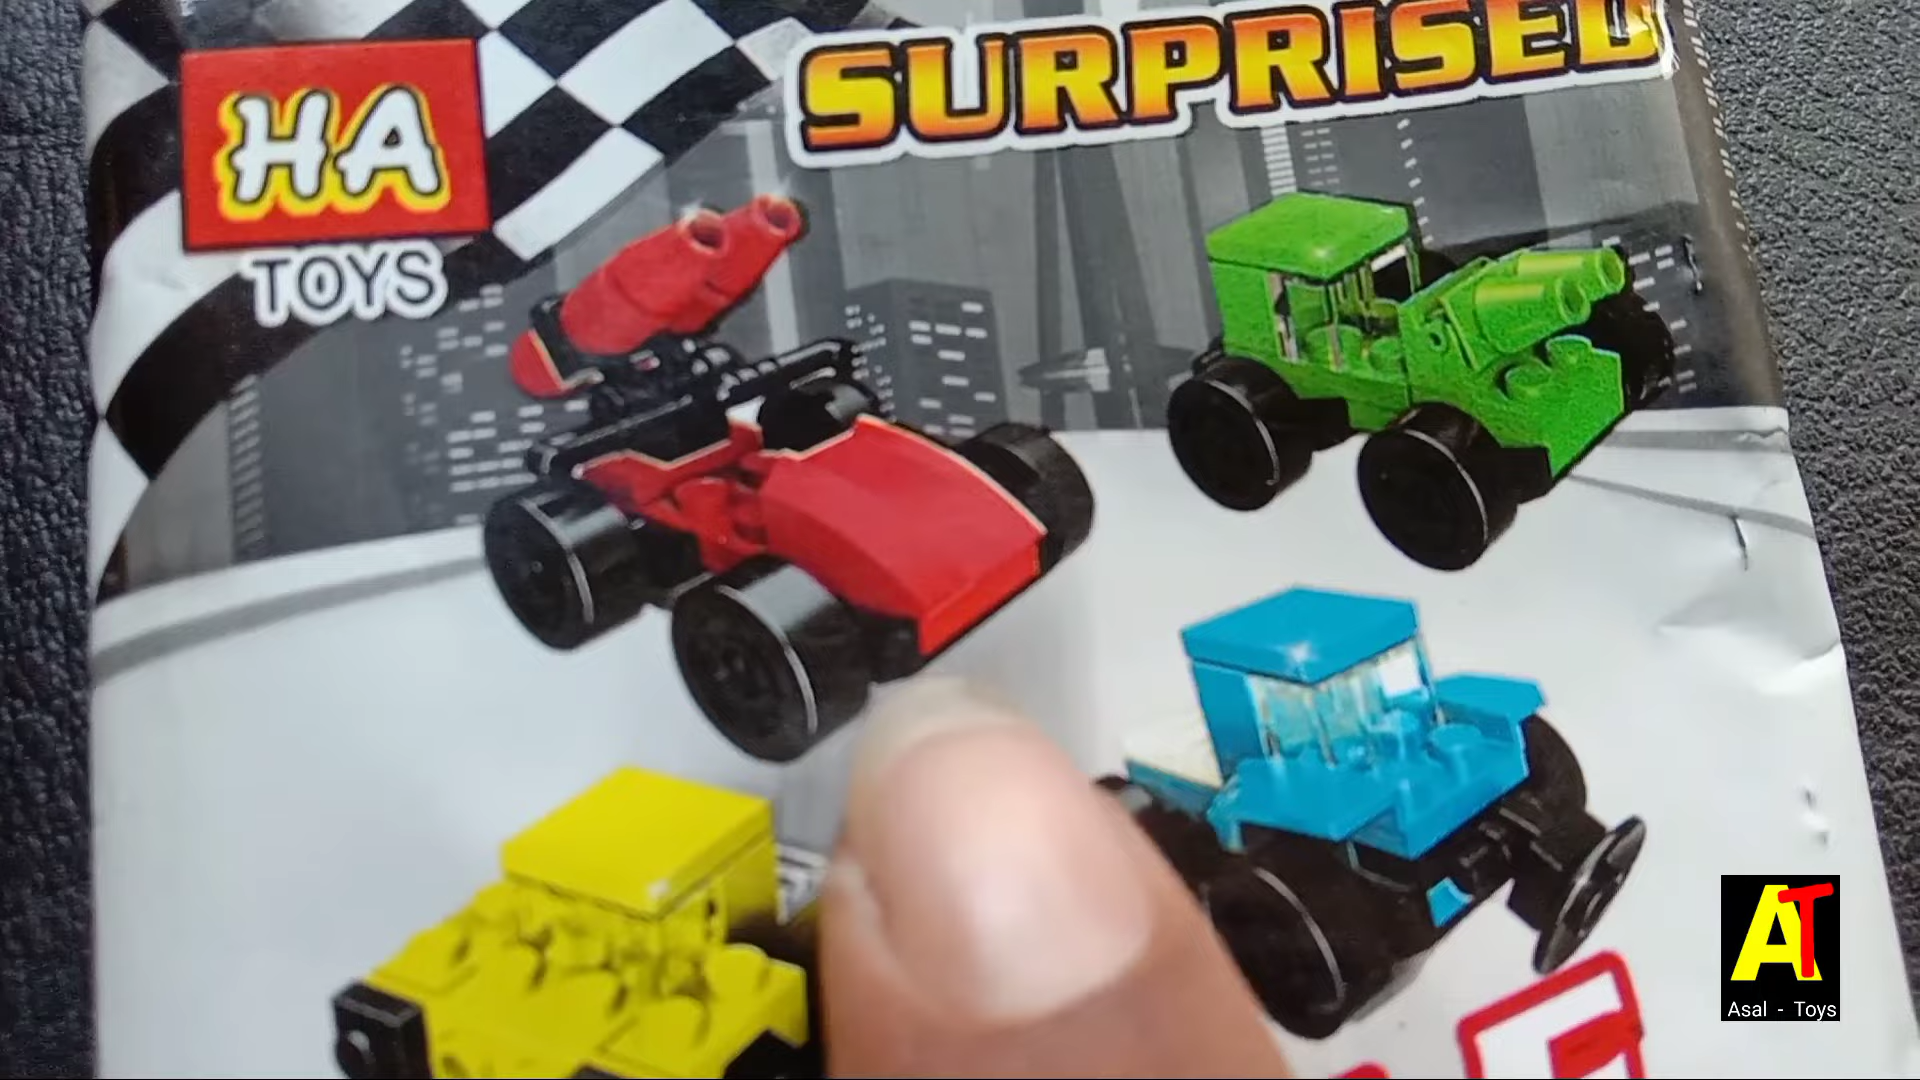 SURPRISED
HA
TOYS
AT
Asal - Toys